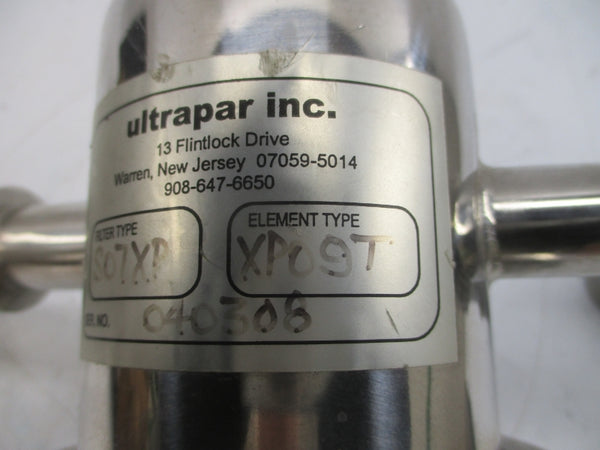 ultrapar inc.
13 Flintlock Drive
Warren, New Jersey 07059-5014
908-647-6650
FILTER TYPE
S07XP
ELEMENT TYPE
XP09T
SER. NO.
040308